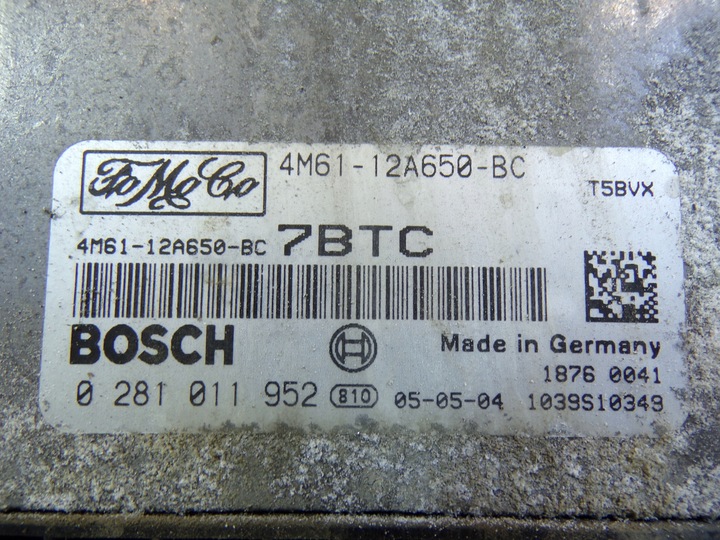 FoMoCo 4M61-12A650-BC
T5BVX
4M61-12A650-BC 7BTC
BOSCH Made in Germany
1876 0041
0 281 011 952 810 05-05-04 1039S10349